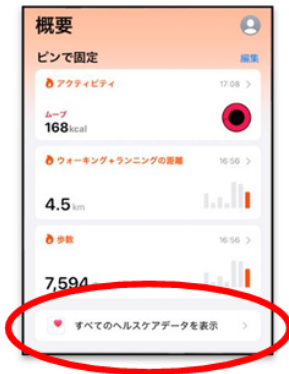 概要
ピンで固定
編集
アクティビティ
17:08
ムーブ
168kcal
ウォーキング+ランニングの距離
16:56
4.5 km
歩数
16:56
7,594
すべてのヘルスケアデータを表示